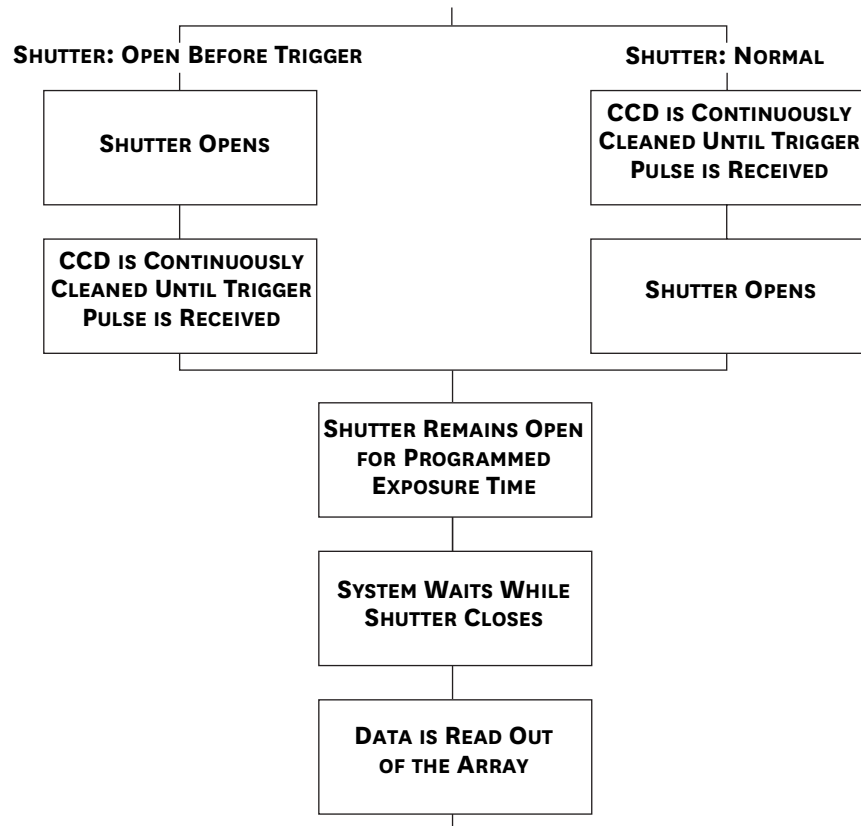 SHUTTER: OPEN BEFORE TRIGGER
SHUTTER OPENS
CCD IS CONTINUOUSLY
CLEANED UNTIL TRIGGER
PULSE IS RECEIVED
SHUTTER: NORMAL
CCD IS CONTINUOUSLY
CLEANED UNTIL TRIGGER
PULSE IS RECEIVED
SHUTTER OPENS
SHUTTER REMAINS OPEN
FOR PROGRAMMED
EXPOSURE TIME
SYSTEM WAITS WHILE
SHUTTER CLOSES
DATA IS READ OUT
OF THE ARRAY